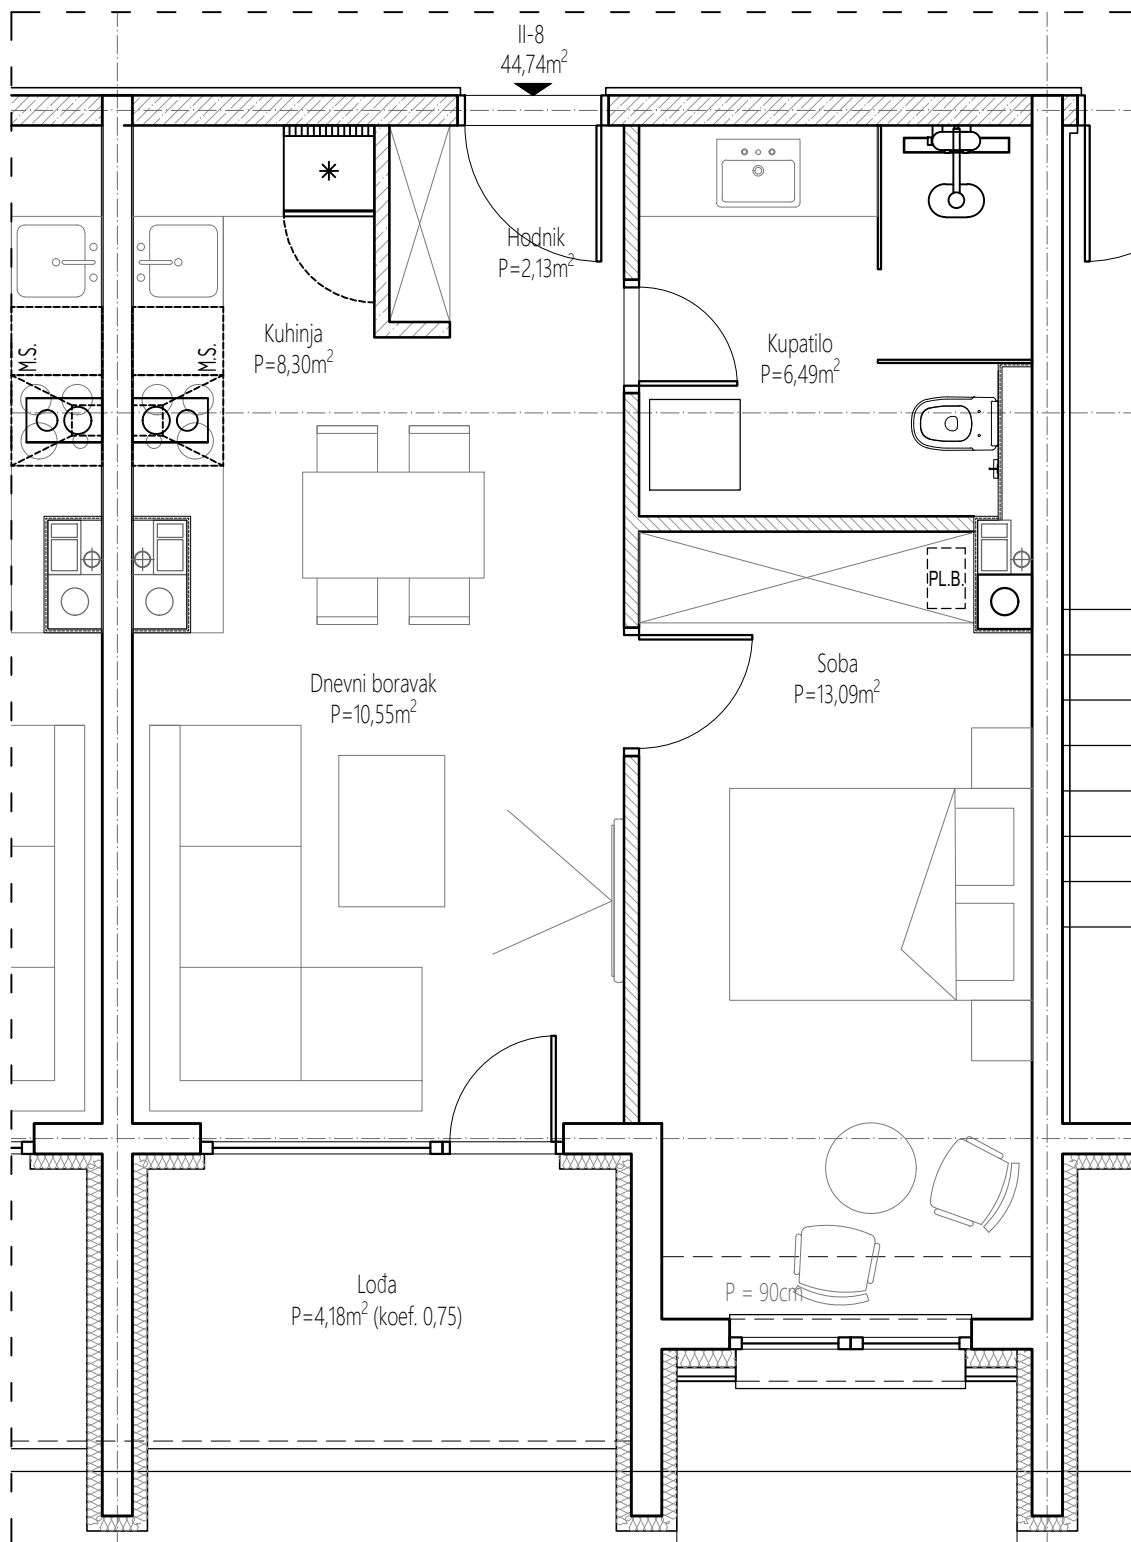 II-8
44,74m²
Hodnik
P=2,13m²
Kuhinja
P=8,30m²
Kupatilo
P=6,49m²
M.S.
M.S.
PL.B.
Soba
P=13,09m²
Dnevni boravak
P=10,55m²
Lođa
P=4,18m² (koef. 0,75)
P = 90cm